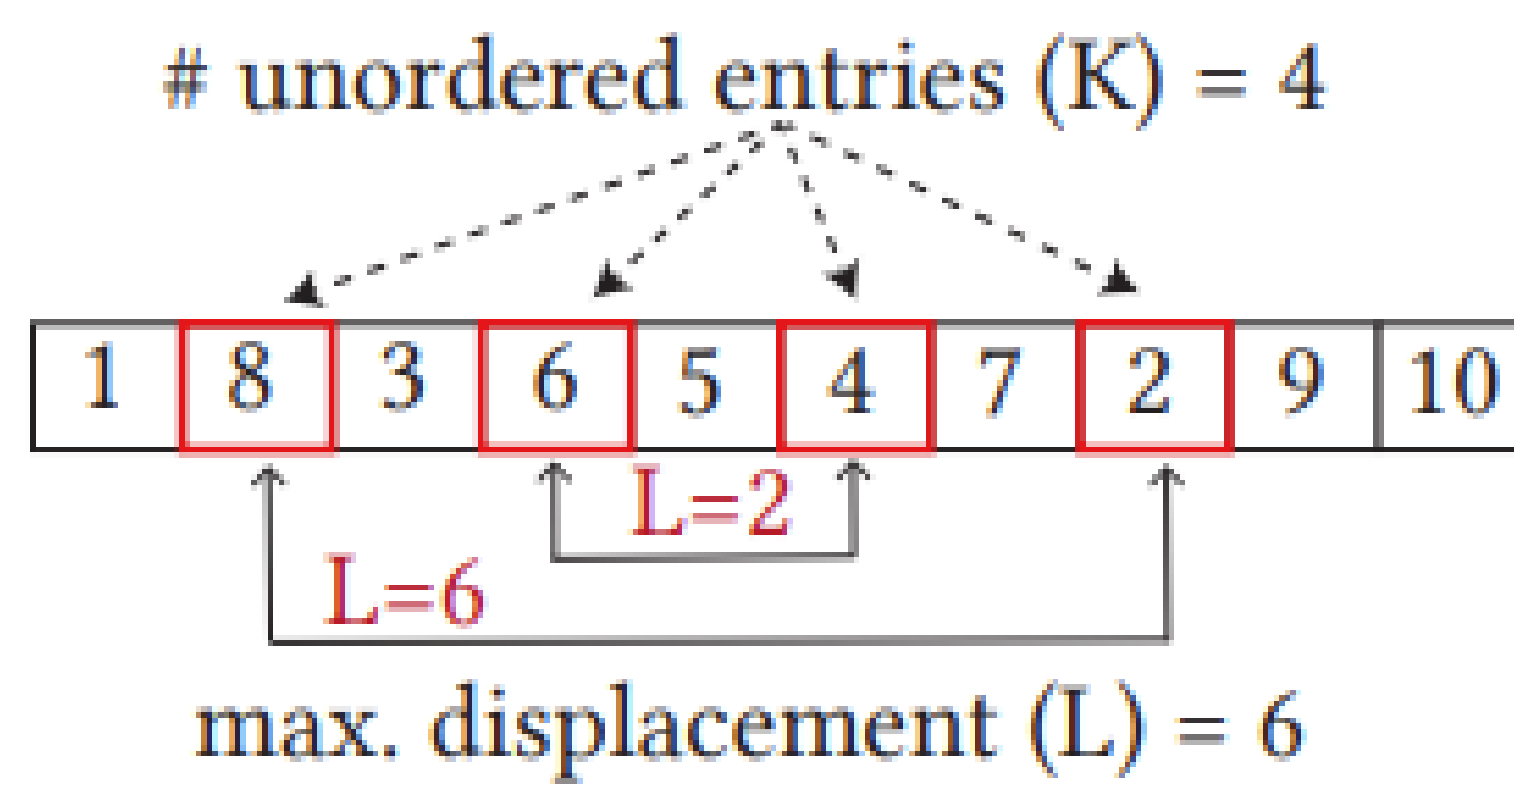 # unordered entries (K) = 4
1 8 3 6 5 4 7 2 9 10
L=2
L=6
max. displacement (L) = 6